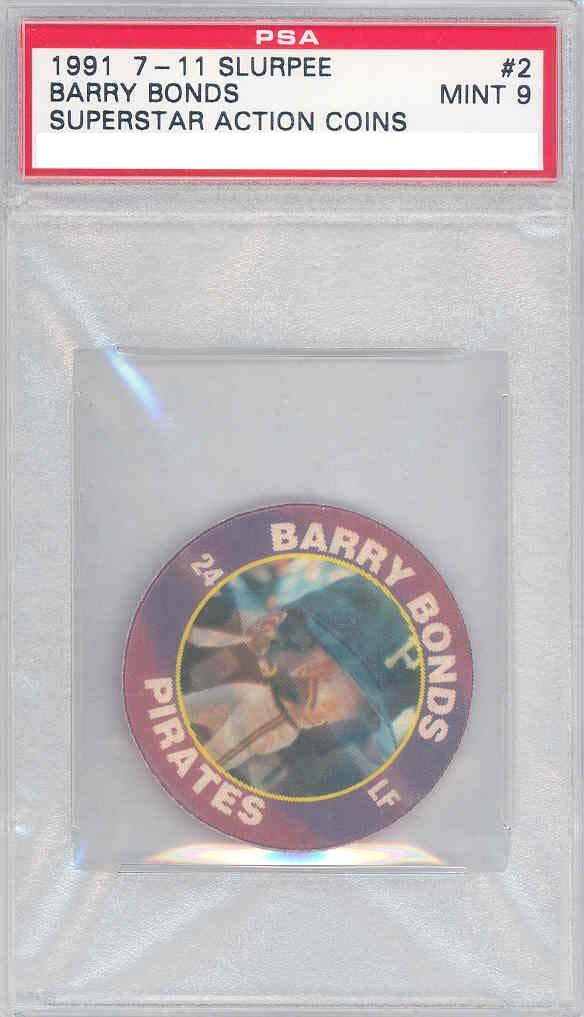 PSA
1991 7-11 SLURPEE #2
BARRY BONDS MINT 9
SUPERSTAR ACTION COINS
BARRY BONDS
24
P
LF
PIRATES